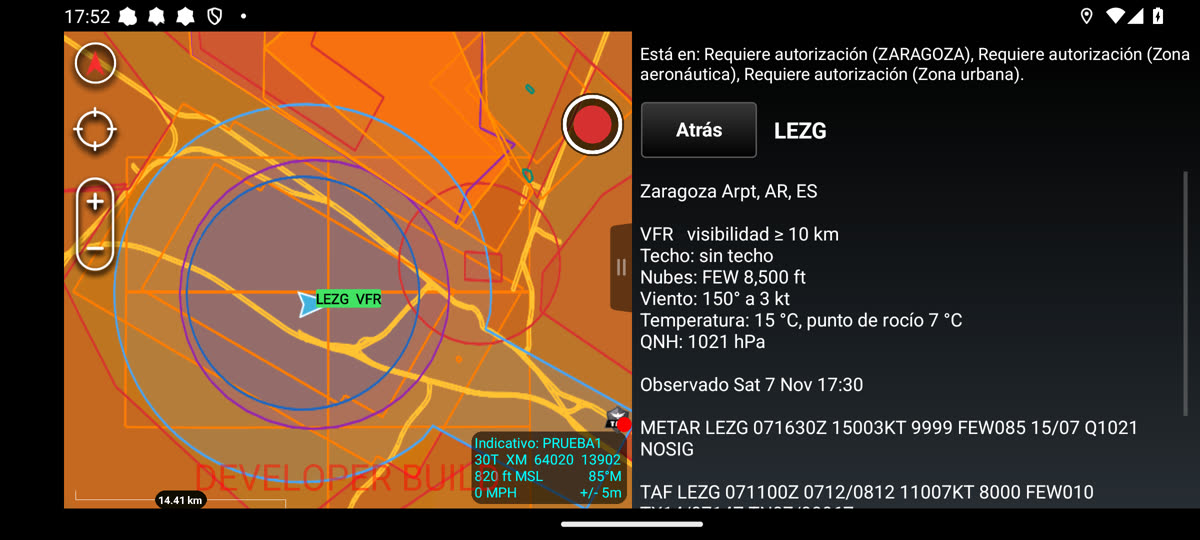 17:52
Está en: Requiere autorización (ZARAGOZA), Requiere autorización (Zona
aeronáutica), Requiere autorización (Zona urbana).
Atrás
LEZG
Zaragoza Arpt, AR, ES
VFR visibilidad ≥ 10 km
Techo: sin techo
Nubes: FEW 8,500 ft
Viento: 150° a 3 kt
Temperatura: 15 °C, punto de rocío 7 °C
QNH: 1021 hPa
Observado Sat 7 Nov 17:30
METAR LEZG 071630Z 15003KT 9999 FEW085 15/07 Q1021
NOSIG
TAF LEZG 071100Z 0712/0812 11007KT 8000 FEW010
LEZG VFR
Indicativo: PRUEBA1
30T XM 64020 13902
820 ft MSL 85°M
0 MPH +/- 5m
DEVELOPER BUILD
14.41 km